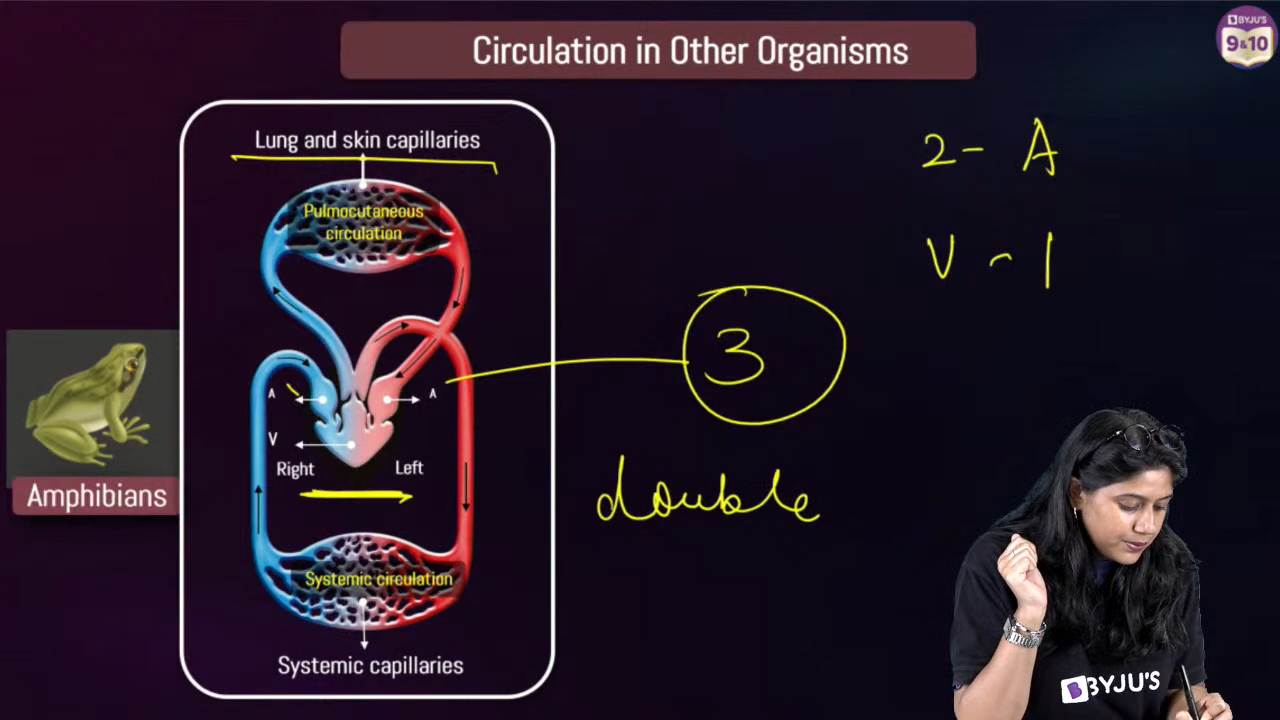 Circulation in Other Organisms
BYJU'S
9&10
Lung and skin capillaries
Pulmocutaneous
circulation
2- A
V - 1
3
A
A
V
Right
Left
double
Amphibians
Systemic circulation
Systemic capillaries
BYJU'S